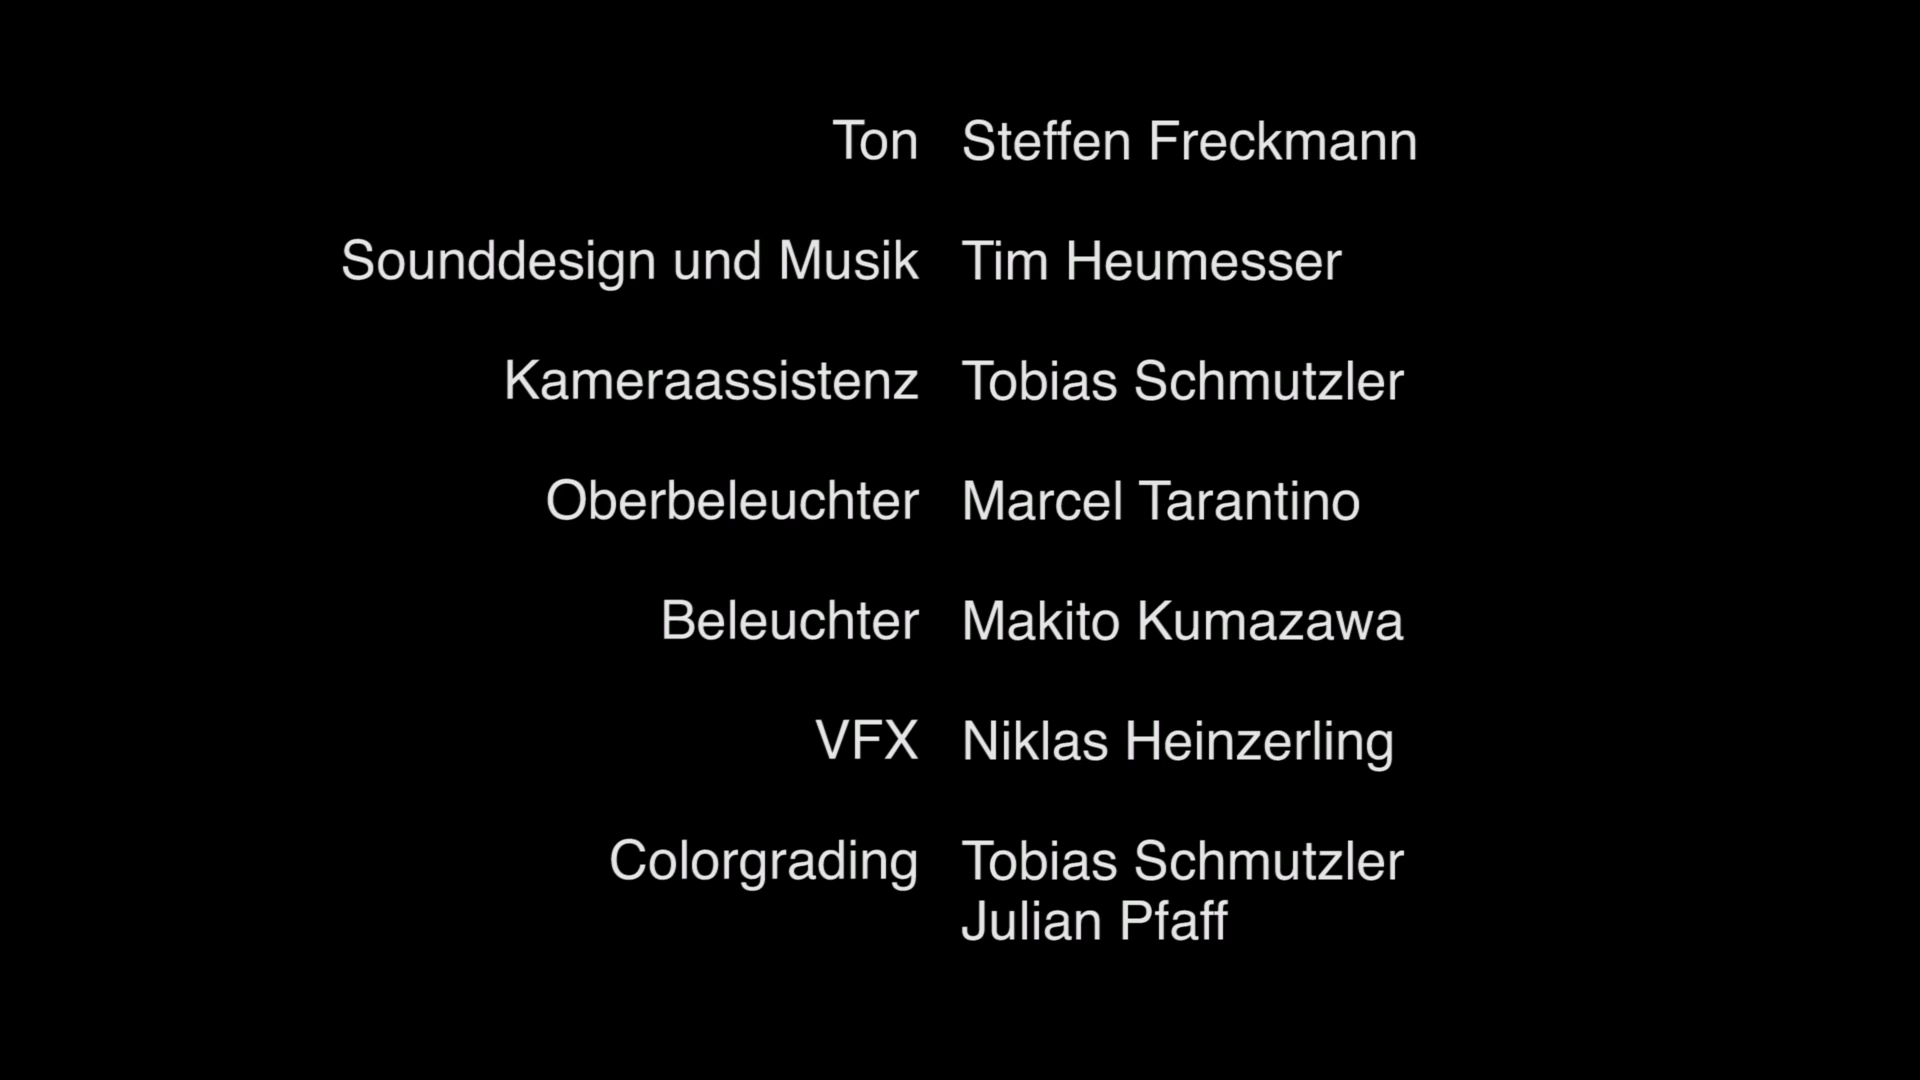 Ton Steffen Freckmann
Sounddesign und Musik Tim Heumesser
Kameraassistenz Tobias Schmutzler
Oberbeleuchter Marcel Tarantino
Beleuchter Makito Kumazawa
VFX Niklas Heinzerling
Colorgrading Tobias Schmutzler
Julian Pfaff